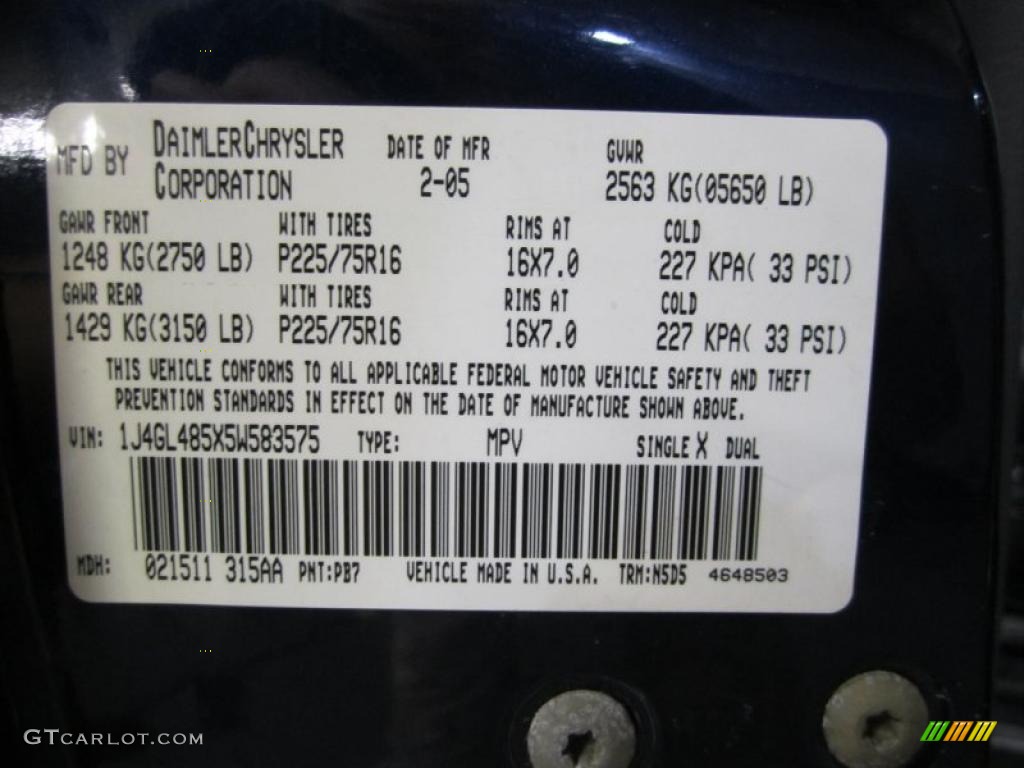 MFD BY DAIMLERCHRYSLER CORPORATION DATE OF MFR 2-05 GVWR 2563 KG(05650 LB)
GAWR FRONT WITH TIRES RIMS AT COLD
1248 KG(2750 LB) P225/75R16 16X7.0 227 KPA( 33 PSI)
GAWR REAR WITH TIRES RIMS AT COLD
1429 KG(3150 LB) P225/75R16 16X7.0 227 KPA( 33 PSI)
THIS VEHICLE CONFORMS TO ALL APPLICABLE FEDERAL MOTOR VEHICLE SAFETY AND THEFT
PREVENTION STANDARDS IN EFFECT ON THE DATE OF MANUFACTURE SHOWN ABOVE.
VIN: 1J4GL485X5W583575 TYPE: MPV SINGLE X DUAL
MDH: 021511 315AA PNT:PB7 VEHICLE MADE IN U.S.A. TRM:N5D5 4648503
GTCARLOT.COM